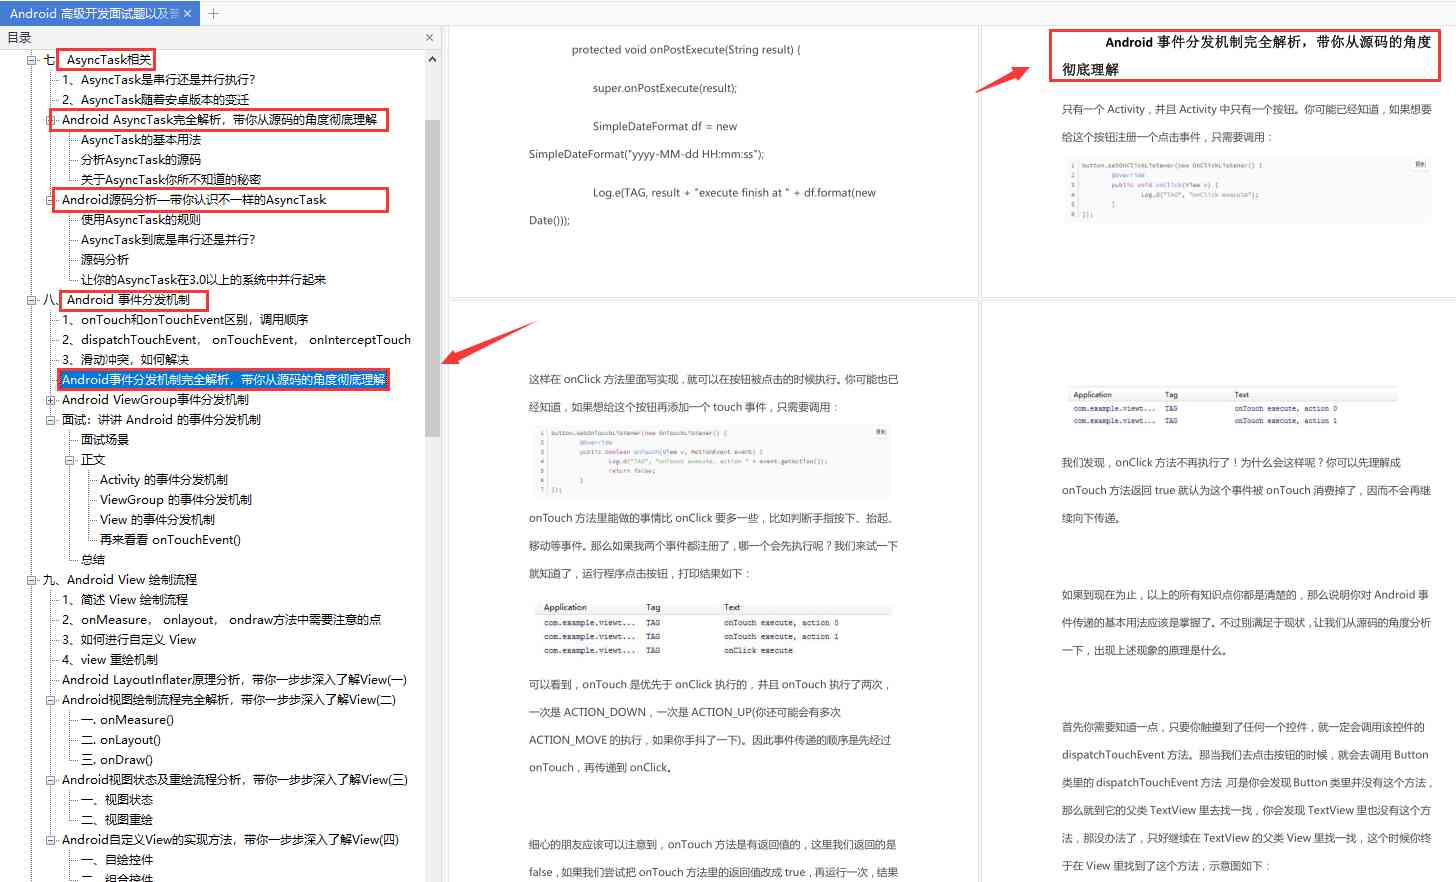 Android 高级开发面试题以及答
目录
七 AsyncTask相关
1、AsyncTask是串行还是并行执行？
2、AsyncTask随着安卓版本的变迁
Android AsyncTask完全解析，带你从源码的角度彻底理解
AsyncTask的基本用法
分析AsyncTask的源码
关于AsyncTask你所不知道的秘密
Android源码分析—带你认识不一样的AsyncTask
使用AsyncTask的规则
AsyncTask到底是串行还是并行？
源码分析
让你的AsyncTask在3.0以上的系统中并行起来
八、Android 事件分发机制
1、onTouch和onTouchEvent区别，调用顺序
2、dispatchTouchEvent， onTouchEvent， onInterceptTouch
3、滑动冲突，如何解决
Android事件分发机制完全解析，带你从源码的角度彻底理解
Android ViewGroup事件分发机制
面试：讲讲 Android 的事件分发机制
面试场景
正文
Activity 的事件分发机制
ViewGroup 的事件分发机制
View 的事件分发机制
再来看看 onTouchEvent()
总结
九、Android View 绘制流程
1、简述 View 绘制流程
2、onMeasure， onlayout， ondraw方法中需要注意的点
3、如何进行自定义 View
4、view 重绘机制
Android LayoutInflater原理分析，带你一步步深入了解View(一)
Android视图绘制流程完全解析，带你一步步深入了解View(二)
一. onMeasure()
二. onLayout()
三. onDraw()
Android视图状态及重绘流程分析，带你一步步深入了解View(三)
一、视图状态
二、视图重绘
Android自定义View的实现方法，带你一步步深入了解View(四)
一、自绘控件
二、组合控件
protected void onPostExecute(String result) {
super.onPostExecute(result);
SimpleDateFormat df = new
SimpleDateFormat("yyyy-MM-dd HH:mm:ss");
Log.e(TAG, result + "execute finish at " + df.format(new
Date()));
Android 事件分发机制完全解析，带你从源码的角度
彻底理解
只有一个 Activity，并且 Activity 中只有一个按钮。你可能已经知道，如果想要
给这个按钮注册一个点击事件，只需要调用：
1 button.setOnClickListener(new OnClickListener() {
2 @Override
3 public void onClick(View v) {
4 Log.d("TAG", "onClick execute");
5 }
6 });
这样在 onClick 方法里面写实现，就可以在按钮被点击的时候执行。你可能也已
经知道，如果想给这个按钮再添加一个 touch 事件，只需要调用：
1 button.setOnTouchListener(new OnTouchListener() {
2 @Override
3 public boolean onTouch(View v, MotionEvent event) {
4 Log.d("TAG", "onTouch execute, action " + event.getAction());
5 return false;
6 }
7 });
onTouch 方法里能做的事情比 onClick 要多一些，比如判断手指按下、抬起、
移动等事件。那么如果我两个事件都注册了，哪一个会先执行呢？我们来试一下
就知道了，运行程序点击按钮，打印结果如下：
Application Tag Text
com.example.viewt... TAG onTouch execute, action 0
com.example.viewt... TAG onTouch execute, action 1
com.example.viewt... TAG onClick execute
可以看到，onTouch 是优先于 onClick 执行的，并且 onTouch 执行了两次，
一次是 ACTION_DOWN，一次是 ACTION_UP(你还可能会有多次
ACTION_MOVE 的执行，如果你手抖了一下)。因此事件传递的顺序是先经过
onTouch，再传递到 onClick。
细心的朋友应该可以注意到，onTouch 方法是有返回值的，这里我们返回的是
false，如果我们尝试把 onTouch 方法里的返回值改成 true，再运行一次，结果
Application Tag Text
com.example.viewt... TAG onTouch execute, action 0
com.example.viewt... TAG onTouch execute, action 1
我们发现，onClick 方法不再执行了！为什么会这样呢？你可以先理解成
onTouch 方法返回 true 就认为这个事件被 onTouch 消费掉了，因而不会再继
续向下传递。
如果到现在为止，以上的所有知识点你都是清楚的，那么说明你对 Android 事
件传递的基本用法应该是掌握了。不过别满足于现状，让我们从源码的角度分析
一下，出现上述现象的原理是什么。
首先你需要知道一点，只要你触摸到了任何一个控件，就一定会调用该控件的
dispatchTouchEvent 方法。那当我们去点击按钮的时候，就会去调用 Button
类里的 dispatchTouchEvent 方法，可是你会发现 Button 类里并没有这个方法，
那么就到它的父类 TextView 里去找一找，你会发现 TextView 里也没有这个方
法，那没办法了，只好继续在 TextView 的父类 View 里找一找，这个时候你终
于在 View 里找到了这个方法，示意图如下：